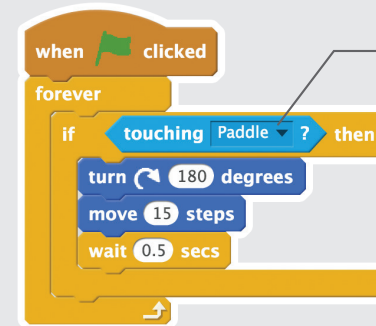 when clicked
forever
if touching Paddle ? then
turn 180 degrees
move 15 steps
wait 0.5 secs